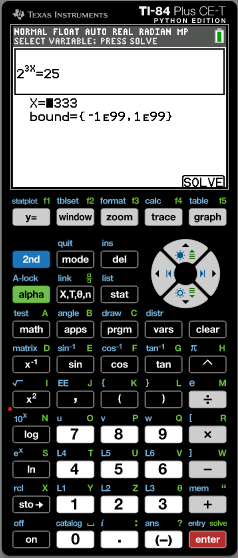 TEXAS INSTRUMENTS TI-84 Plus CE-T
PYTHON EDITION
NORMAL FLOAT AUTO REAL RADIAN MP
SELECT VARIABLE; PRESS SOLVE
2^3X=25
X=333
bound={-1ᴇ99,1ᴇ99}
SOLVE
statplot f1 tblset f2 format f3 calc f4 table f5
y= window zoom trace graph
quit ins
2nd mode del
A-lock link list
alpha X,T,θ,n stat
test A angle B draw C distr
math apps prgm vars clear
matrix D sin⁻¹ E cos⁻¹ F tan⁻¹ G π H
x⁻¹ sin cos tan ^
√ I EE J { K } L e M
x² , ( ) ÷
10ˣ N u O v P w Q [ R
log 7 8 9 ×
eˣ S L4 T L5 U L6 V ] W
ln 4 5 6 −
rcl X L1 Y L2 Z L3 θ mem "
sto→ 1 2 3 +
off catalog ⎵ i : ans ? entry solve
on 0 . (−) enter